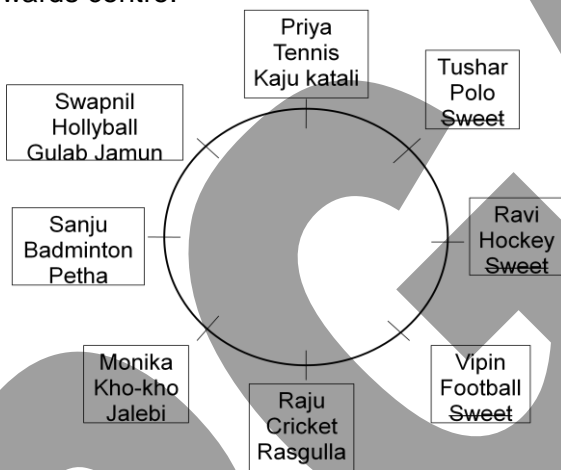 wards centre.
Priya
Tennis
Kaju katali
Tushar
Polo
Sweet
Swapnil
Hollyball
Gulab Jamun
Ravi
Hockey
Sweet
Sanju
Badminton
Petha
Monika
Kho-kho
Jalebi
Vipin
Football
Sweet
Raju
Cricket
Rasgulla